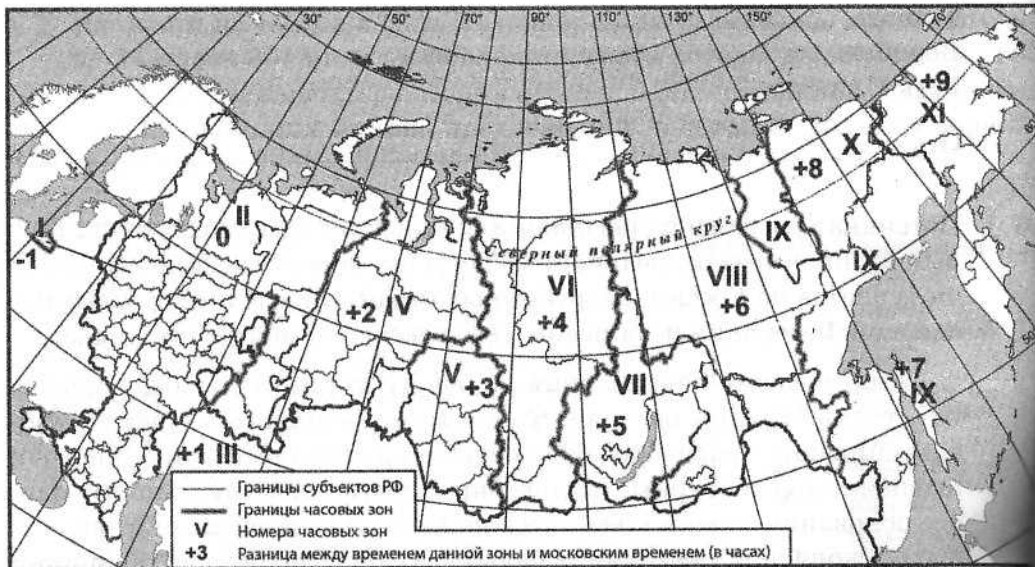 30° 50° 70° 90° 110° 130° 150°
+9
XI
X
+8
I
-1
II
0
Северный полярный круг
IX
IX
VI
+4
VIII
+6
+2 IV
V
+3
VII
+5
+7
IX
+1 III
Границы субъектов РФ
Границы часовых зон
V Номера часовых зон
+3 Разница между временем данной зоны и московским временем (в часах)